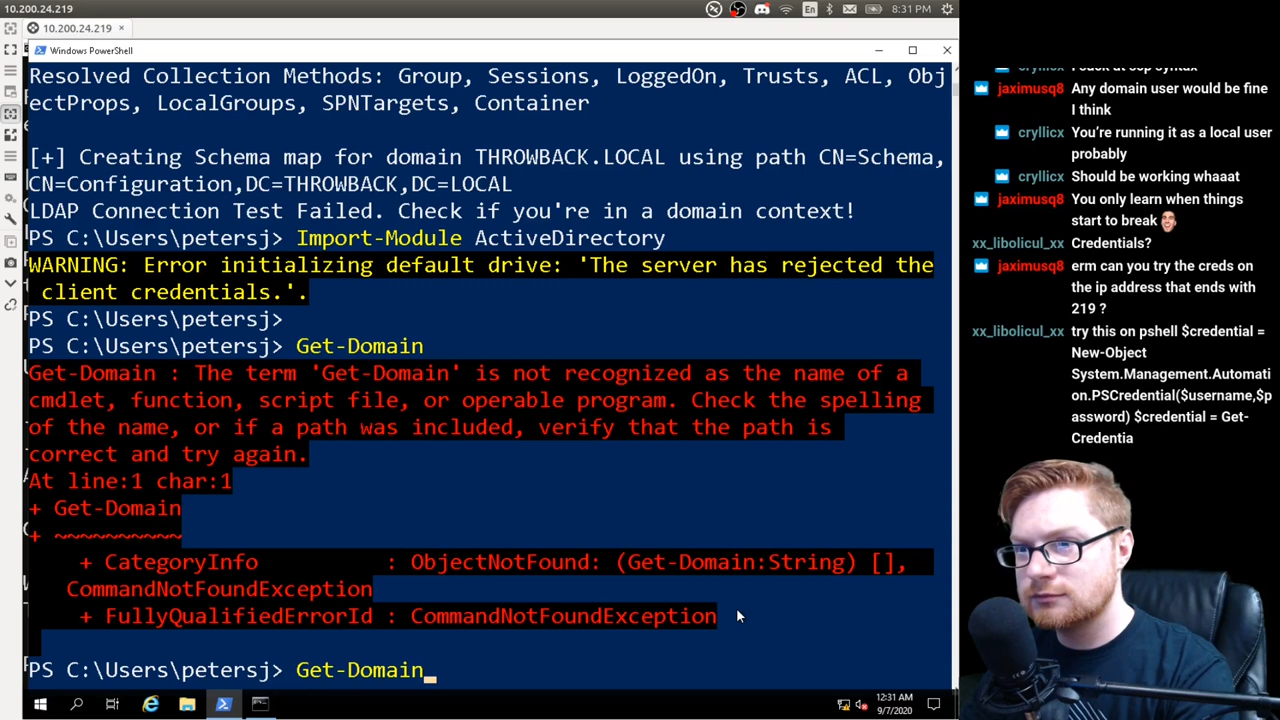 10.200.24.219
En
8:31 PM
10.200.24.219 ×
Windows PowerShell
Resolved Collection Methods: Group, Sessions, LoggedOn, Trusts, ACL, Obj
ectProps, LocalGroups, SPNTargets, Container
[+] Creating Schema map for domain THROWBACK.LOCAL using path CN=Schema,
CN=Configuration,DC=THROWBACK,DC=LOCAL
LDAP Connection Test Failed. Check if you're in a domain context!
PS C:\Users\petersj> Import-Module ActiveDirectory
WARNING: Error initializing default drive: 'The server has rejected the
client credentials.'.
PS C:\Users\petersj>
PS C:\Users\petersj> Get-Domain
Get-Domain : The term 'Get-Domain' is not recognized as the name of a
cmdlet, function, script file, or operable program. Check the spelling
of the name, or if a path was included, verify that the path is
correct and try again.
At line:1 char:1
+ Get-Domain
+ ~~~~~~~~~~
+ CategoryInfo : ObjectNotFound: (Get-Domain:String) [],
CommandNotFoundException
+ FullyQualifiedErrorId : CommandNotFoundException
PS C:\Users\petersj> Get-Domain_
12:31 AM
9/7/2020
jaximusq8 Any domain user would be fine
I think
cryllicx You're running it as a local user
probably
cryllicx Should be working whaaat
jaximusq8 You only learn when things
start to break
xx_libolicul_xx Credentials?
jaximusq8 erm can you try the creds on
the ip address that ends with
219 ?
xx_libolicul_xx try this on pshell $credential =
New-Object
System.Management.Automati
on.PSCredential($username,$p
assword) $credential = Get-
Credentia